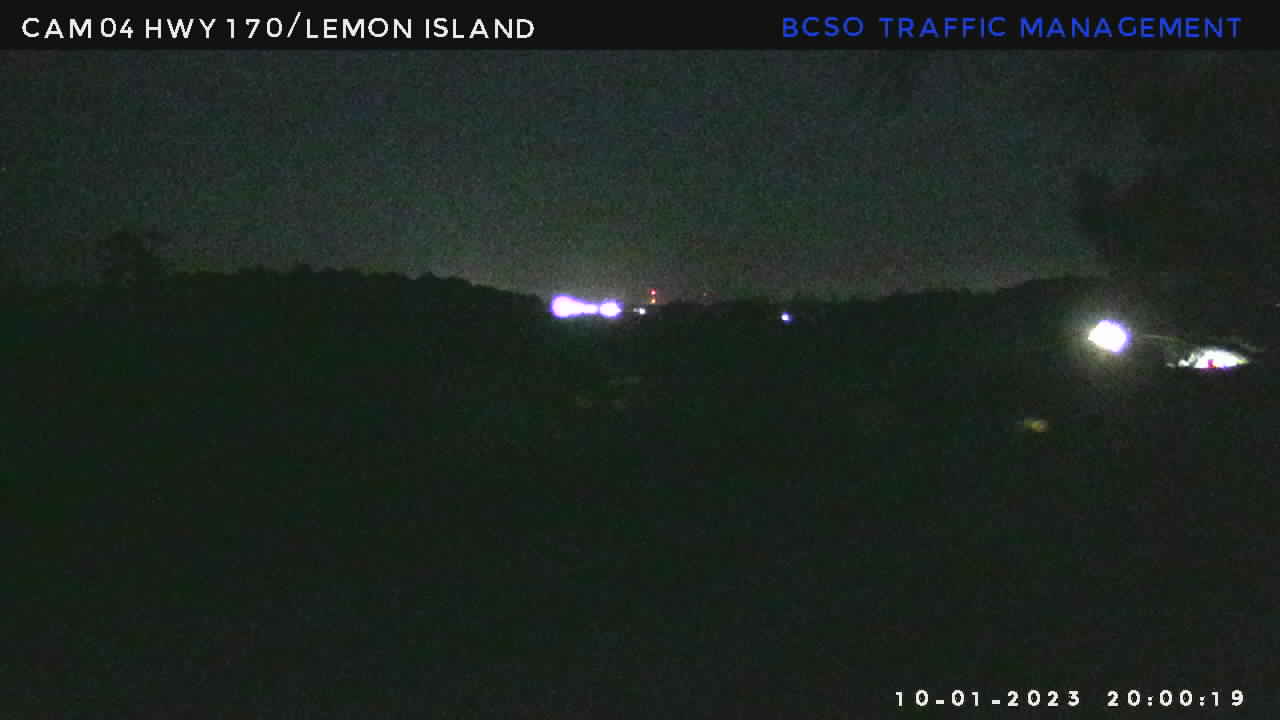 CAM04 HWY 170/LEMON ISLAND
BCSO TRAFFIC MANAGEMENT
10-01-2023 20:00:19